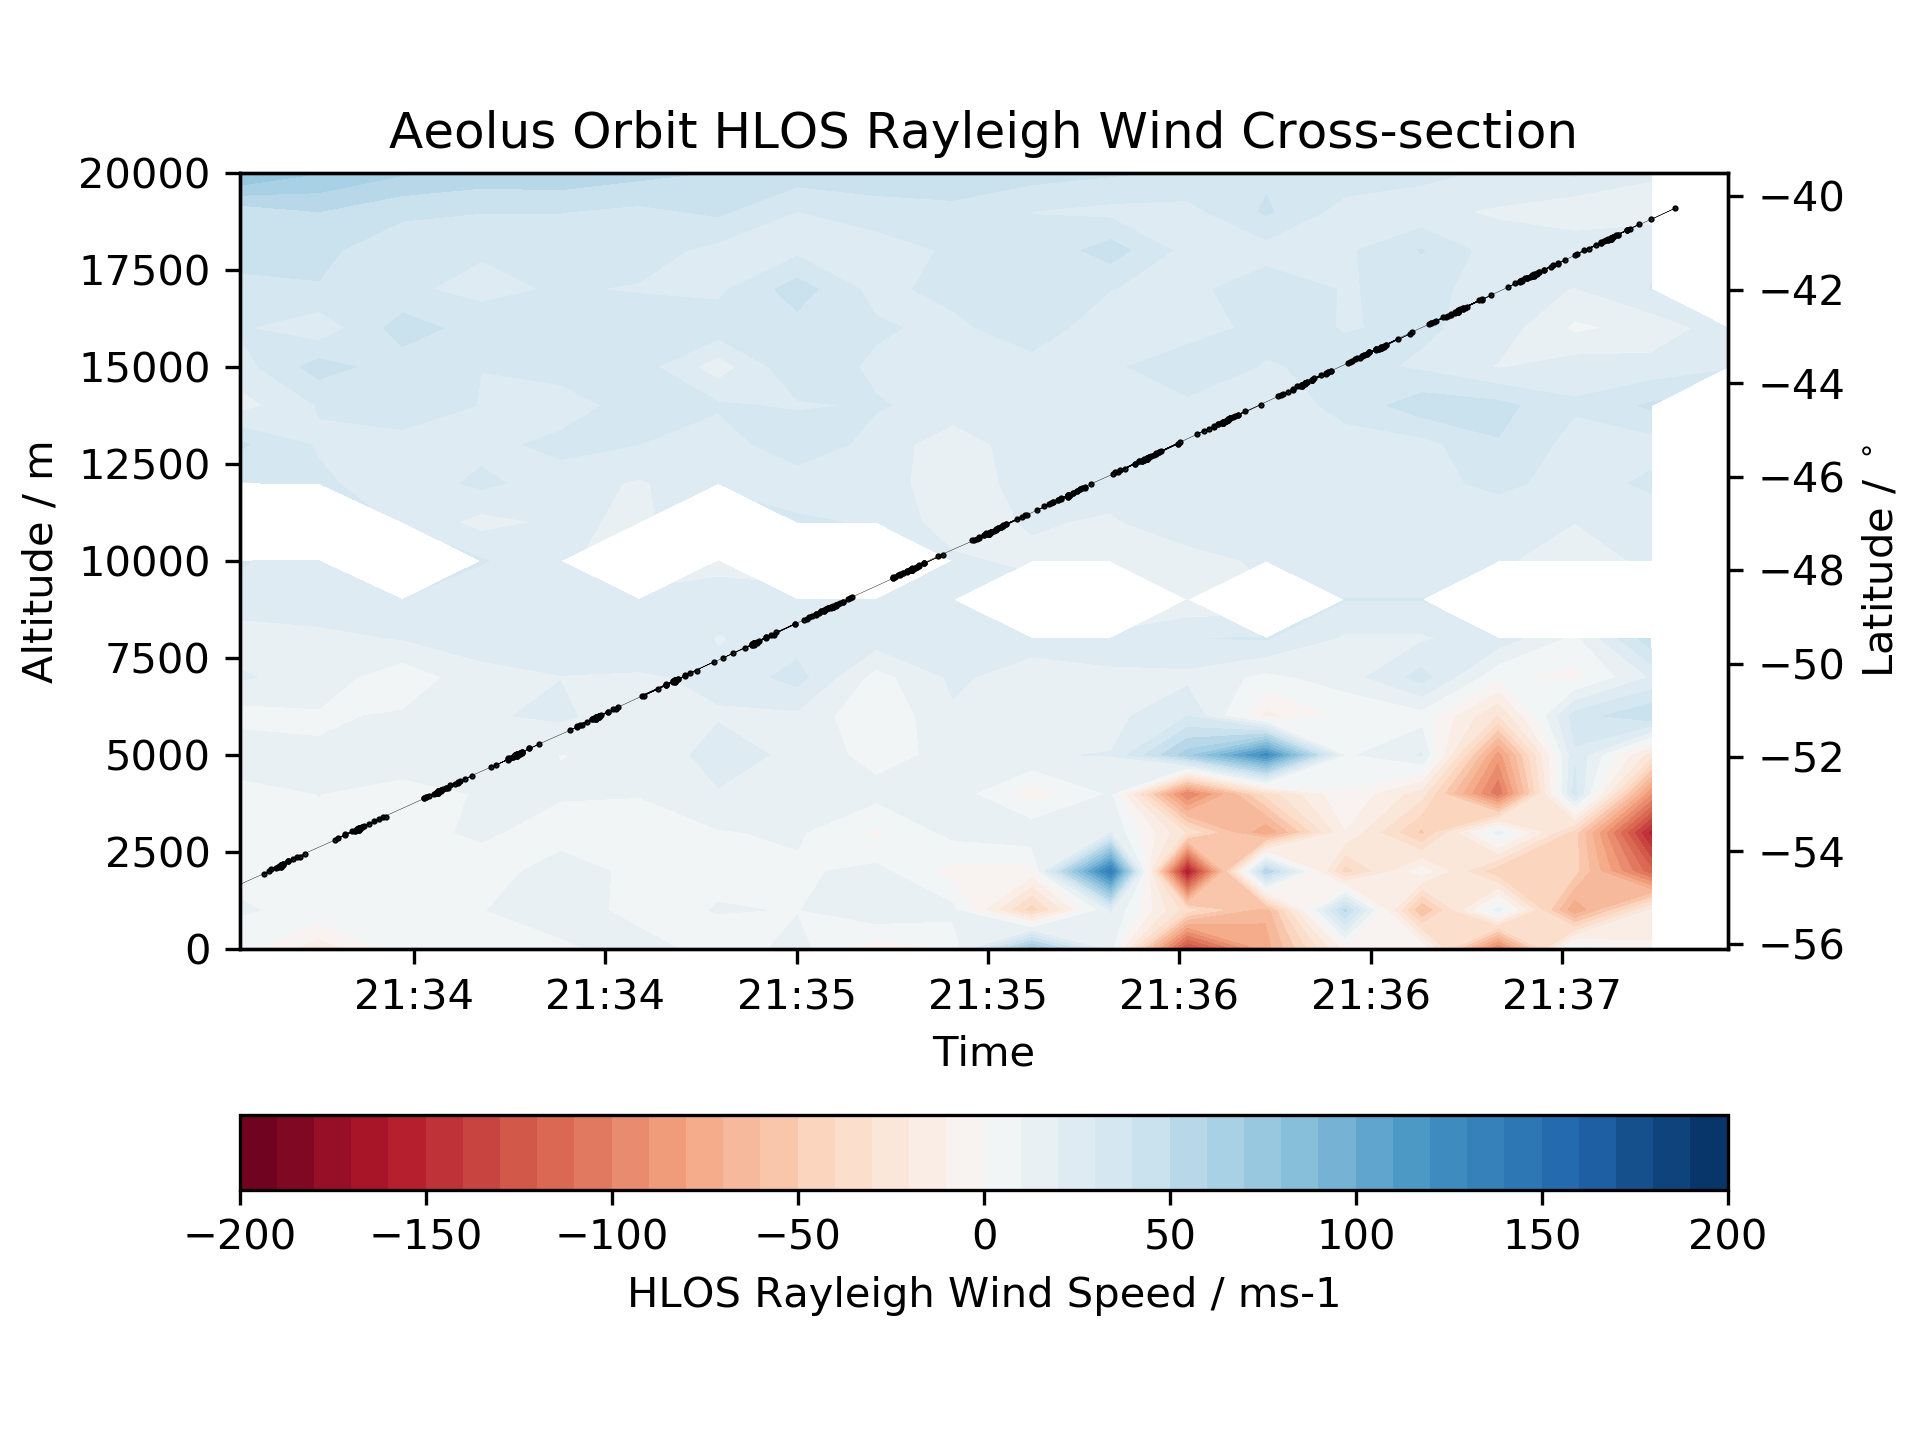 Aeolus Orbit HLOS Rayleigh Wind Cross-section
20000
17500
15000
12500
10000
7500
5000
2500
0
Altitude / m
−40
−42
−44
−46
−48
−50
−52
−54
−56
Latitude / °
21:34 21:34 21:35 21:35 21:36 21:36 21:37
Time
−200 −150 −100 −50 0 50 100 150 200
HLOS Rayleigh Wind Speed / ms-1